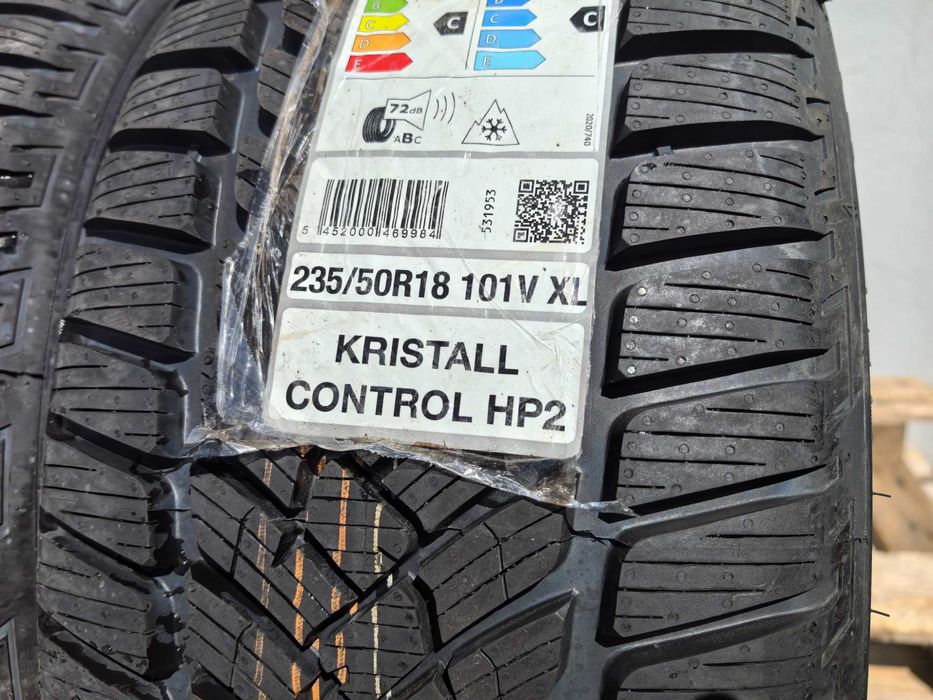 B
C
D
E
C
B
C
D
E
C
72dB
ABC
2020/740
5 452000 469984
531953
235/50R18 101V XL
KRISTALL
CONTROL HP2